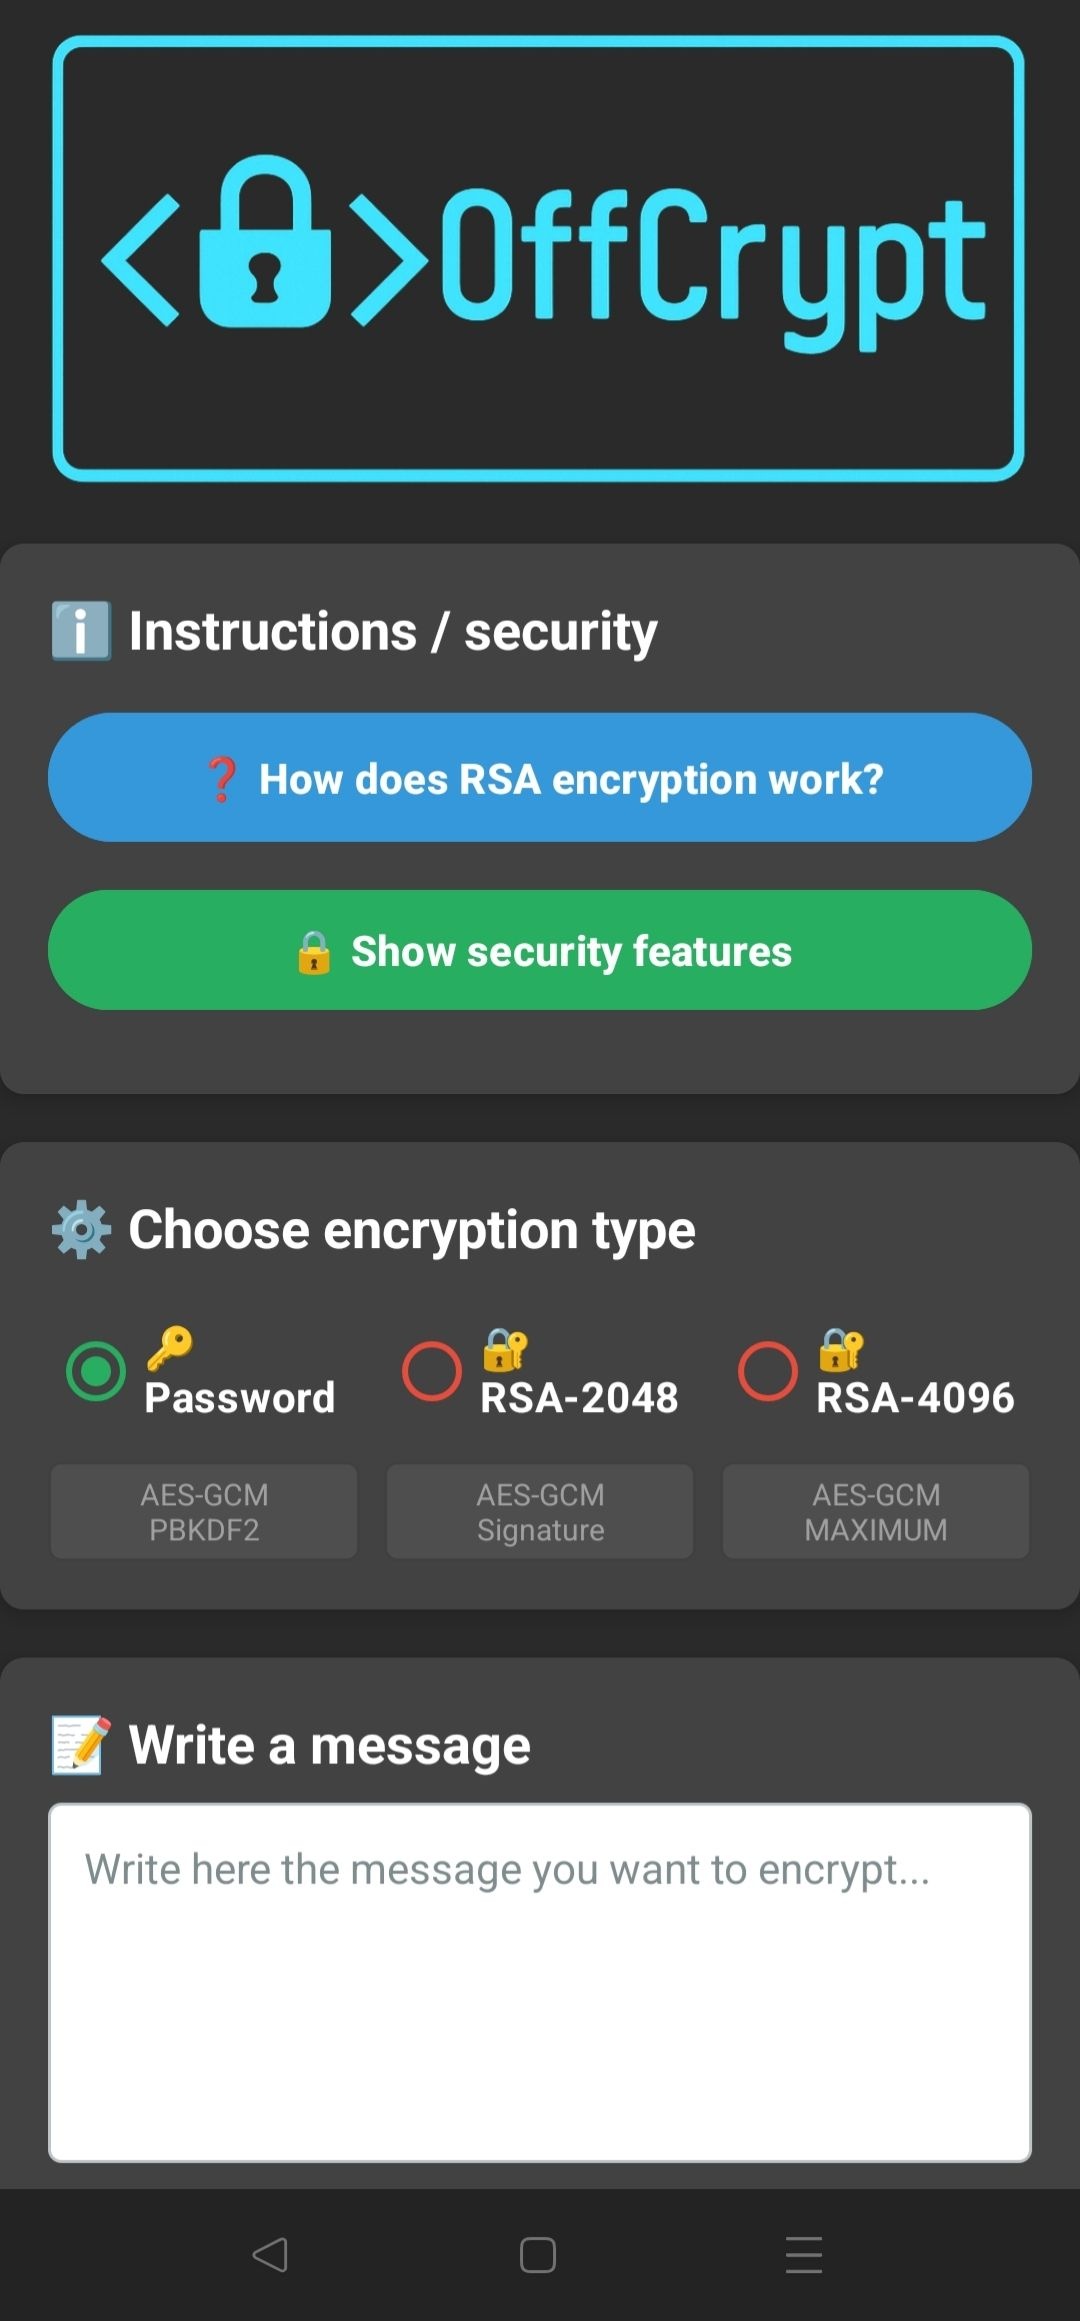 <🔒>OffCrypt
ℹ️ Instructions / security
❓ How does RSA encryption work?
🔒 Show security features
⚙️ Choose encryption type
🔑 Password
🔐 RSA-2048
🔐 RSA-4096
AES-GCM
PBKDF2
AES-GCM
Signature
AES-GCM
MAXIMUM
📝 Write a message
Write here the message you want to encrypt...